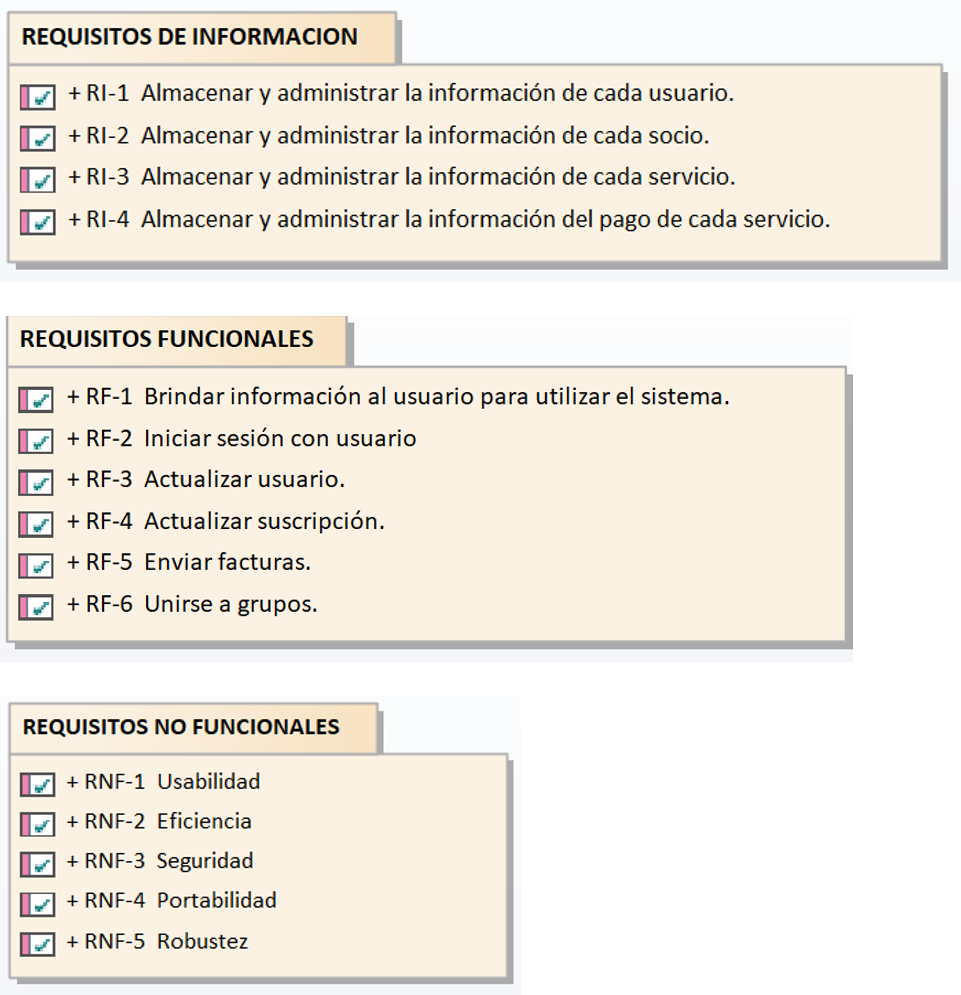 REQUISITOS DE INFORMACION
+ RI-1 Almacenar y administrar la información de cada usuario.
+ RI-2 Almacenar y administrar la información de cada socio.
+ RI-3 Almacenar y administrar la información de cada servicio.
+ RI-4 Almacenar y administrar la información del pago de cada servicio.
REQUISITOS FUNCIONALES
+ RF-1 Brindar información al usuario para utilizar el sistema.
+ RF-2 Iniciar sesión con usuario
+ RF-3 Actualizar usuario.
+ RF-4 Actualizar suscripción.
+ RF-5 Enviar facturas.
+ RF-6 Unirse a grupos.
REQUISITOS NO FUNCIONALES
+ RNF-1 Usabilidad
+ RNF-2 Eficiencia
+ RNF-3 Seguridad
+ RNF-4 Portabilidad
+ RNF-5 Robustez